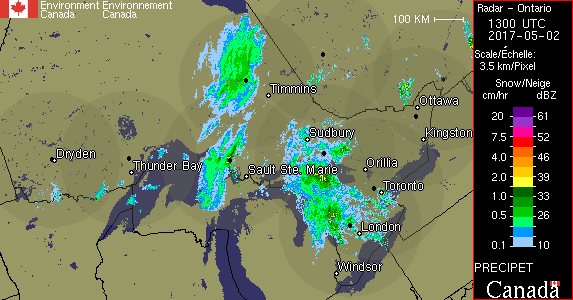 Environment Environnement
Canada Canada
100 KM
Timmins
Ottawa
Sudbury
Kingston
Dryden
Thunder Bay
Sault Ste. Marie
Orillia
Toronto
London
Windsor
Radar - Ontario
1300 UTC
2017-05-02
Scale/Échelle:
3.5 km/Pixel
Snow/Neige
cm/hr dBZ
20 61
7.5 52
4.0 46
2.0 39
1.0 33
0.5 26
0.1 10
PRECIPET
Canada